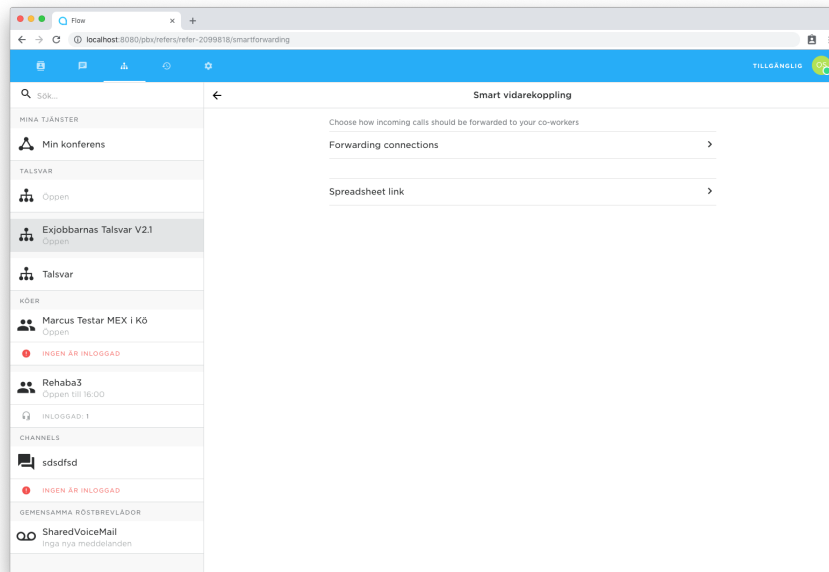 Flow
localhost:8080/pbx/refers/refer-2099818/smartforwarding
TILLGÄNGLIG
OSJ
Sök...
Smart vidarekoppling
MINA TJÄNSTER
Min konferens
TALSVAR
Öppen
Exjobbarnas Talsvar V2.1
Öppen
Talsvar
KÖER
Marcus Testar MEX i Kö
Öppen
INGEN ÄR INLOGGAD
Rehaba3
Öppen till 16:00
INLOGGAD: 1
CHANNELS
sdsdfsd
INGEN ÄR INLOGGAD
GEMENSAMMA RÖSTBREVLÅDOR
SharedVoiceMail
Inga nya meddelanden
Choose how incoming calls should be forwarded to your co-workers
Forwarding connections
Spreadsheet link